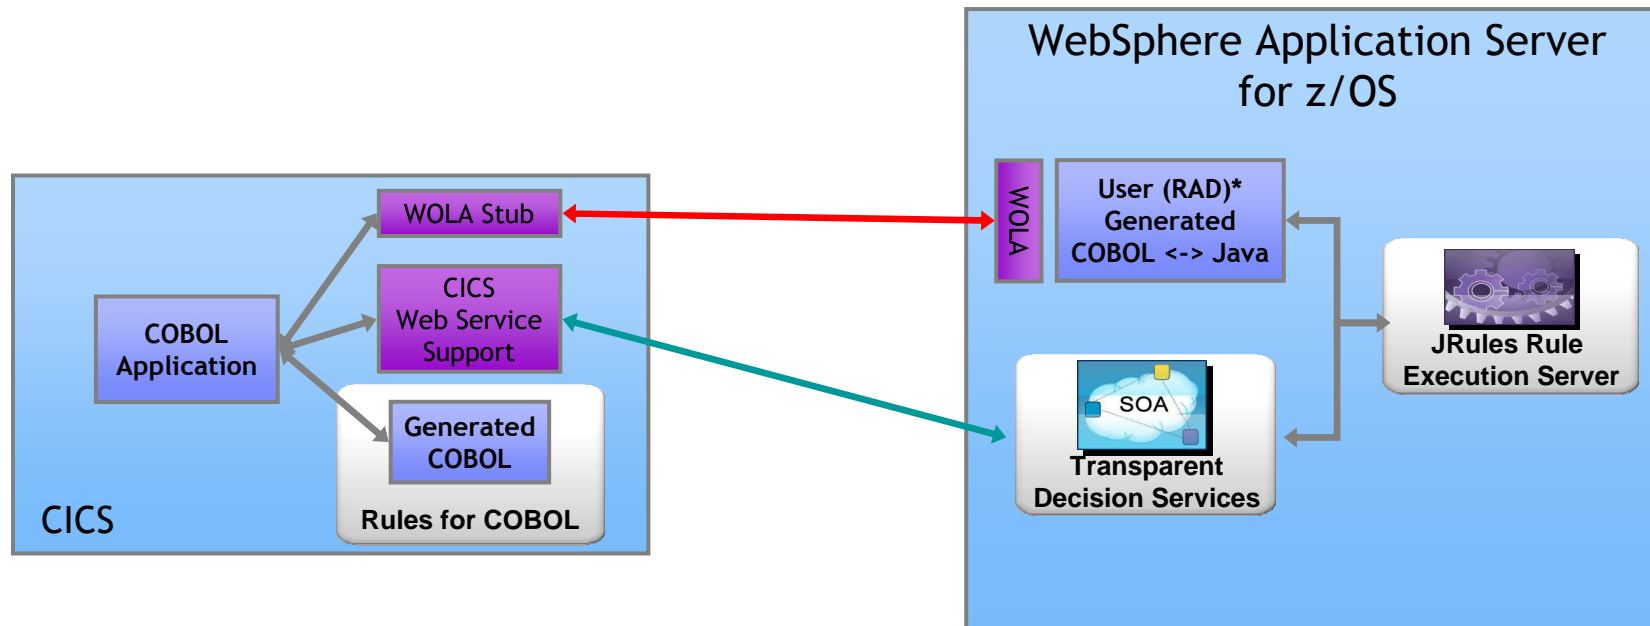 WebSphere Application Server
for z/OS
WOLA Stub
CICS
Web Service
Support
COBOL
Application
Generated
COBOL
Rules for COBOL
CICS
WOLA
User (RAD)*
Generated
COBOL <-> Java
JRules Rule
Execution Server
SOA
Transparent
Decision Services